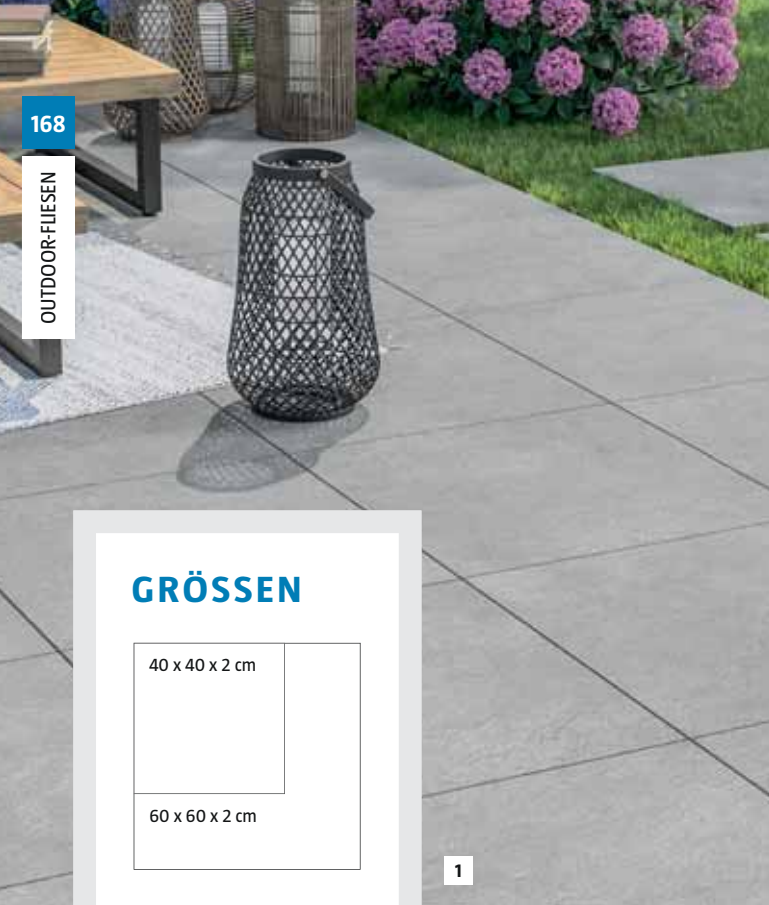 168
OUTDOOR-FLIESEN
GRÖSSEN
40 x 40 x 2 cm
60 x 60 x 2 cm
1